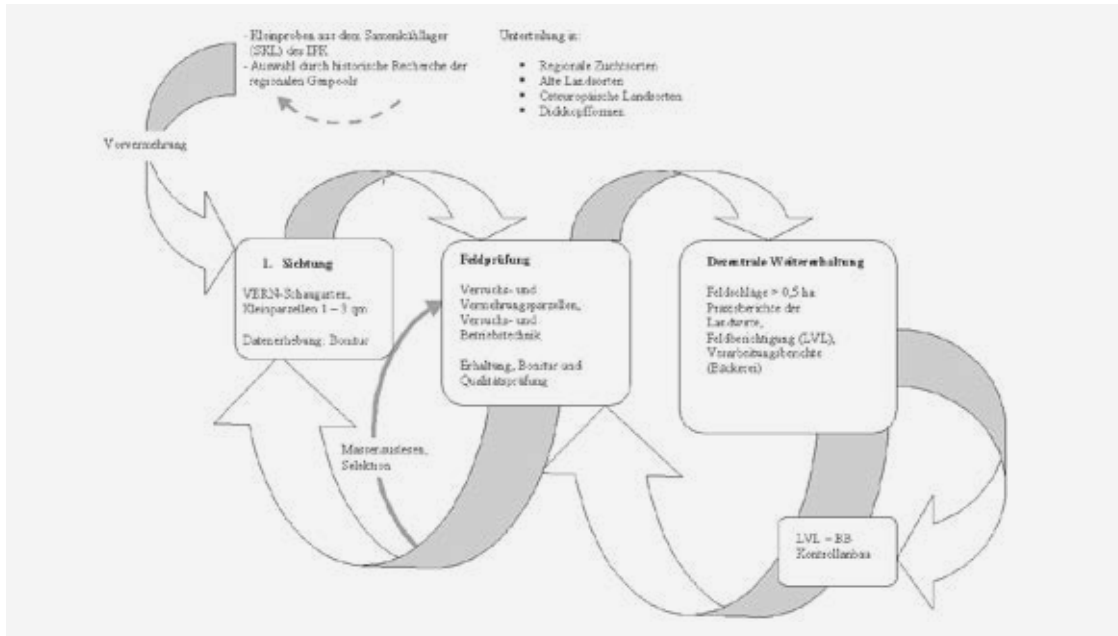 - Kleinproben aus dem Samenkühllager
(SKL) des IPK
- Auswahl durch historische Recherche der
regionalen Genpools
Unterteilung in:
▪ Regionale Zuchtsorten
▪ Alte Landsorten
▪ Osteuropäische Landsorten
▪ Dickkopfformen
Vorvermehrung
1. Sichtung
VERN-Schaugarten,
Kleinparzellen 1 – 3 qm
Datenerhebung: Bonitur
Feldprüfung
Versuchs- und
Vermehrungsparzellen,
Versuchs- und
Betriebstechnik
Erhaltung, Bonitur und
Qualitätsprüfung
Dezentrale Weitererhaltung
Feldschläge > 0,5 ha
Praxisberichte der
Landwirte,
Feldberichtigung (LVL),
Verarbeitungsberichte
(Bäckerei)
Massenauslesen,
Selektion
LVL – BB
Kontrollanbau